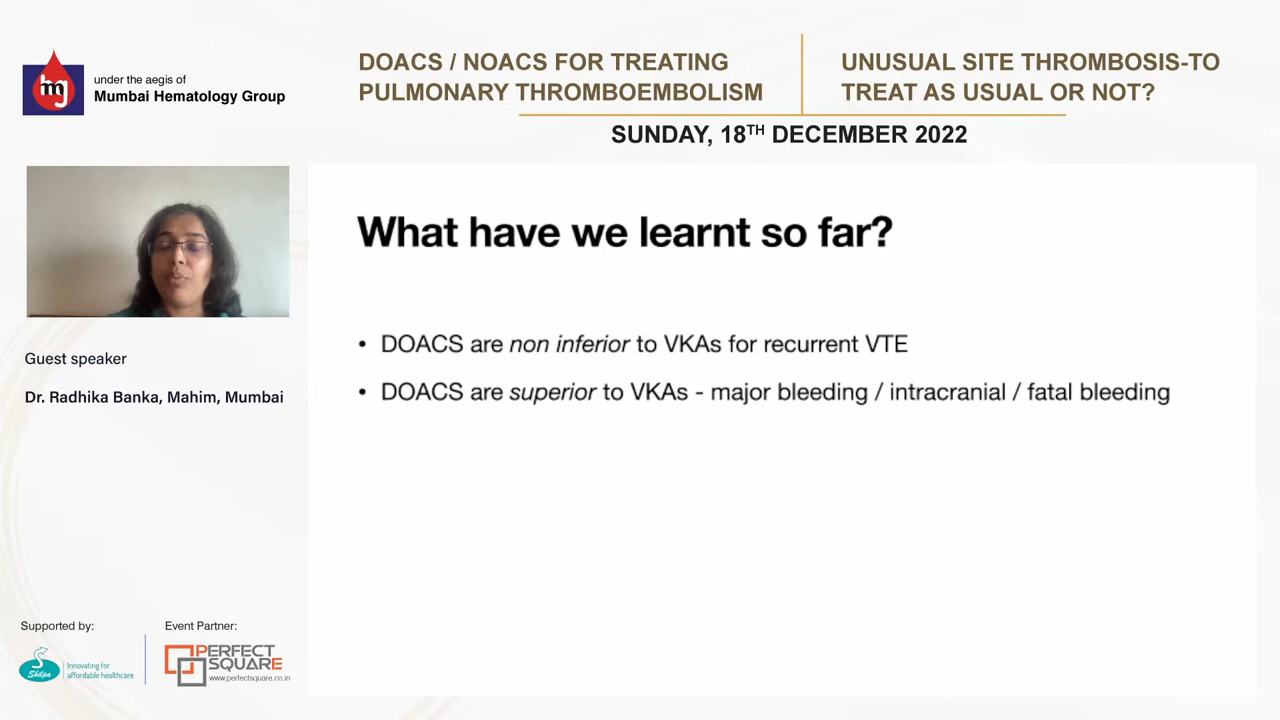 mg
under the aegis of
Mumbai Hematology Group
DOACS / NOACS FOR TREATING
PULMONARY THROMBOEMBOLISM
UNUSUAL SITE THROMBOSIS-TO
TREAT AS USUAL OR NOT?
SUNDAY, 18TH DECEMBER 2022
Guest speaker
Dr. Radhika Banka, Mahim, Mumbai
What have we learnt so far?
• DOACS are non inferior to VKAs for recurrent VTE
• DOACS are superior to VKAs - major bleeding / intracranial / fatal bleeding
Supported by:
Shilpa
Innovating for
affordable healthcare
Event Partner:
PERFECT
SQUARE
www.perfectsquare.co.in